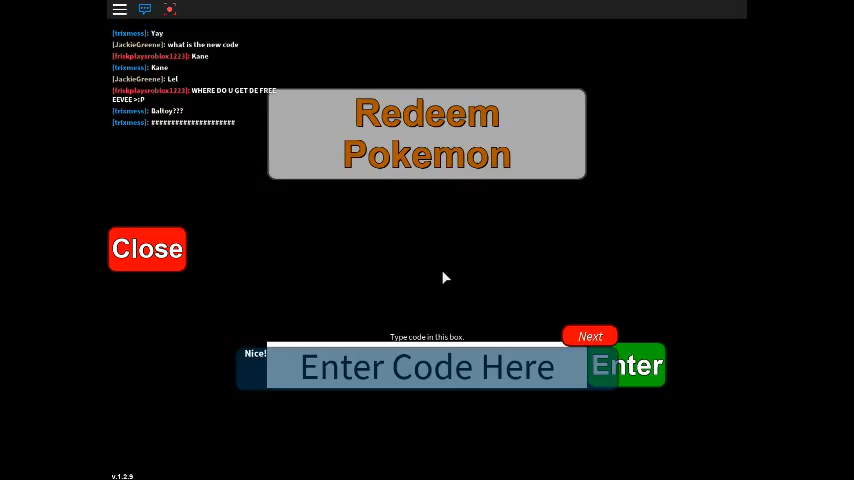 [trixmess]: Yay
[JackieGreene]: what is the new code
[friskplaysroblox1223]: Kane
[trixmess]: Kane
[JackieGreene]: Lel
[friskplaysroblox1223]: WHERE DO U GET DE FREE
EEVEE >:P
[trixmess]: Baltoy???
[trixmess]: #####################
Redeem
Pokemon
Close
Type code in this box.
Next
Nice!
Enter Code Here
Enter
v.1.2.9